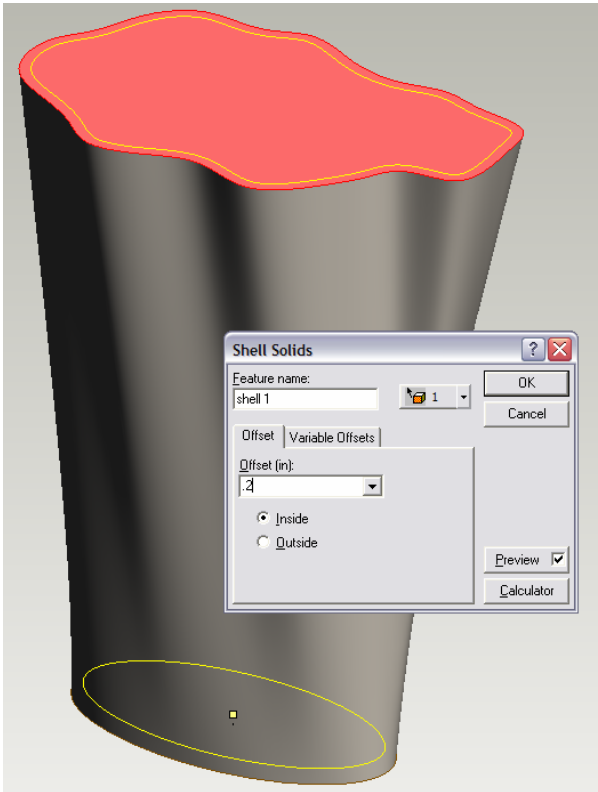 Shell Solids
Feature name:
shell 1
1
OK
Cancel
Offset
Variable Offsets
Offset (in):
.2
Inside
Outside
Preview
Calculator